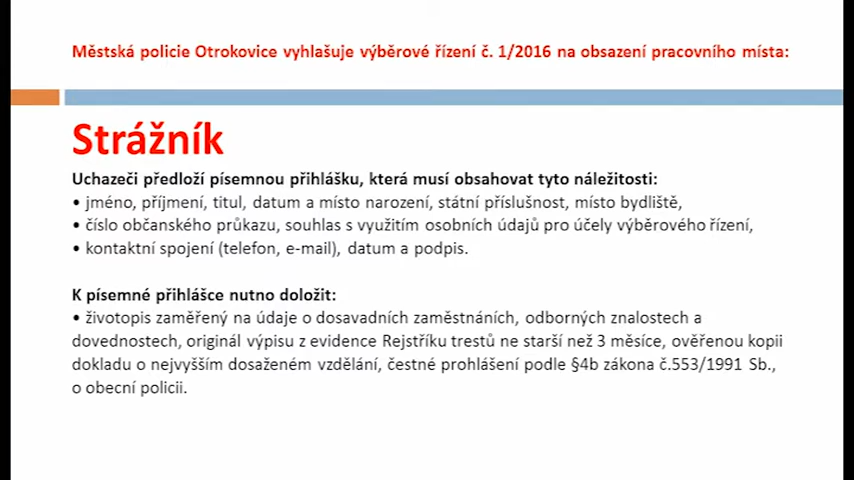 Městská policie Otrokovice vyhlašuje výběrové řízení č. 1/2016 na obsazení pracovního místa:
Strážník
Uchazeči předloží písemnou přihlášku, která musí obsahovat tyto náležitosti:
• jméno, příjmení, titul, datum a místo narození, státní příslušnost, místo bydliště,
• číslo občanského průkazu, souhlas s využitím osobních údajů pro účely výběrového řízení,
• kontaktní spojení (telefon, e-mail), datum a podpis.
K písemné přihlášce nutno doložit:
• životopis zaměřený na údaje o dosavadních zaměstnáních, odborných znalostech a
dovednostech, originál výpisu z evidence Rejstříku trestů ne starší než 3 měsíce, ověřenou kopii
dokladu o nejvyšším dosaženém vzdělání, čestné prohlášení podle §4b zákona č.553/1991 Sb.,
o obecní policii.